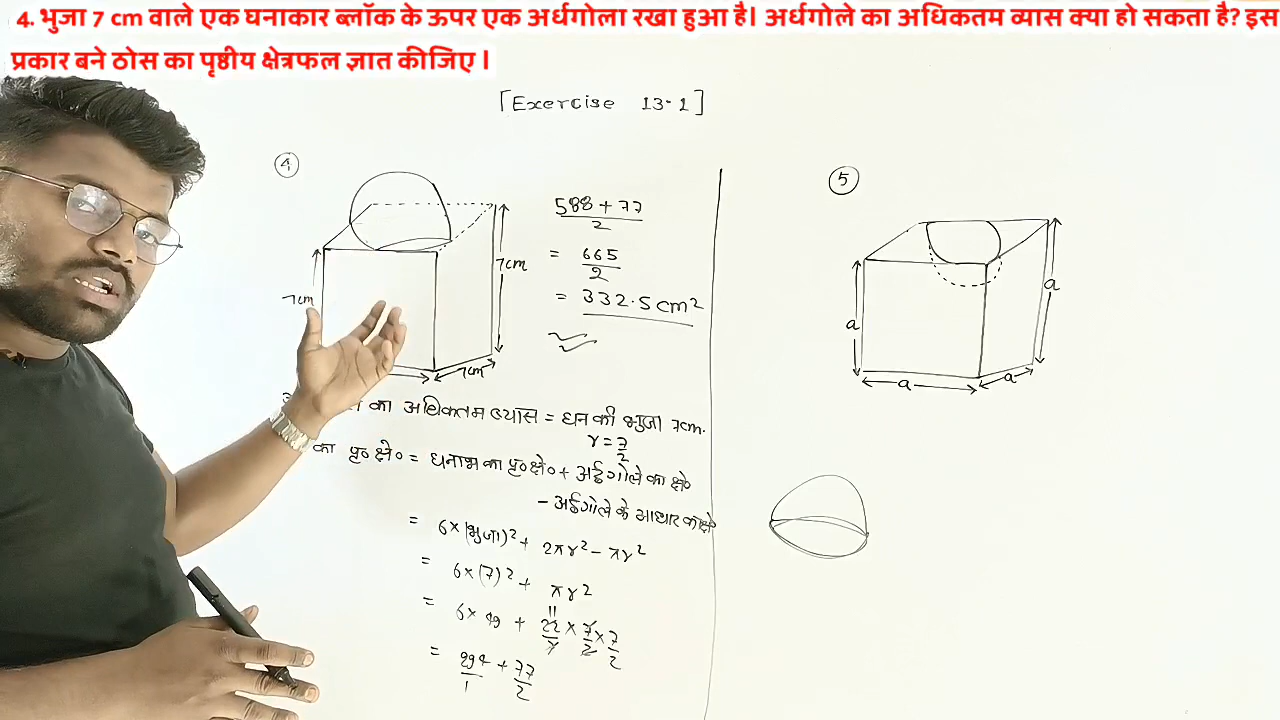 4. भुजा 7 cm वाले एक घनाकार ब्लॉक के ऊपर एक अर्धगोला रखा हुआ है। अर्धगोले का अधिकतम व्यास क्या हो सकता है? इस
प्रकार बने ठोस का पृष्ठीय क्षेत्रफल ज्ञात कीजिए ।
[Exercise 13.1]
4
7cm
7cm
7cm
588 + 77
2
= 665
2
= 332.5 cm²
का अधिकतम व्यास = घन की भुजा 7cm.
r = 7/2
का पृ० क्षे० = घनाभ का पृ० क्षे० + अर्द्धगोले का क्षे०
- अर्द्धगोले के आधार का क्षे०
= 6×(भुजा)² + 2πr² - πr²
= 6×(7)² + πr²
= 6×49 + 22/7 × 7/2 × 7/2
11
= 294/1 + 77/2
5
a
a
a
a